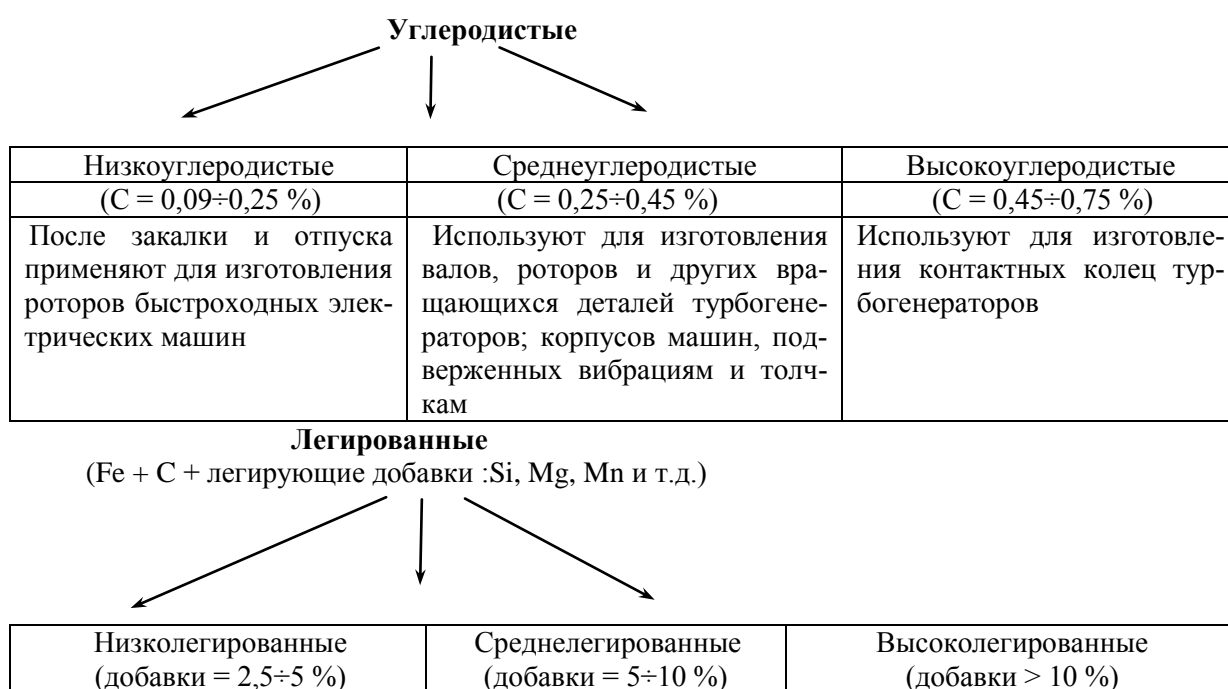 Углеродистые
Низкоуглеродистые
(С = 0,09÷0,25 %)
После закалки и отпуска
применяют для изготовления
роторов быстроходных элек-
трических машин
Среднеуглеродистые
(С = 0,25÷0,45 %)
Используют для изготовления
валов, роторов и других вра-
щающихся деталей турбогене-
раторов; корпусов машин, под-
верженных вибрациям и толч-
кам
Высокоуглеродистые
(С = 0,45÷0,75 %)
Используют для изготовле-
ния контактных колец тур-
богенераторов
Легированные
(Fe + C + легирующие добавки :Si, Mg, Mn и т.д.)
Низколегированные
(добавки = 2,5÷5 %)
Среднелегированные
(добавки = 5÷10 %)
Высоколегированные
(добавки > 10 %)